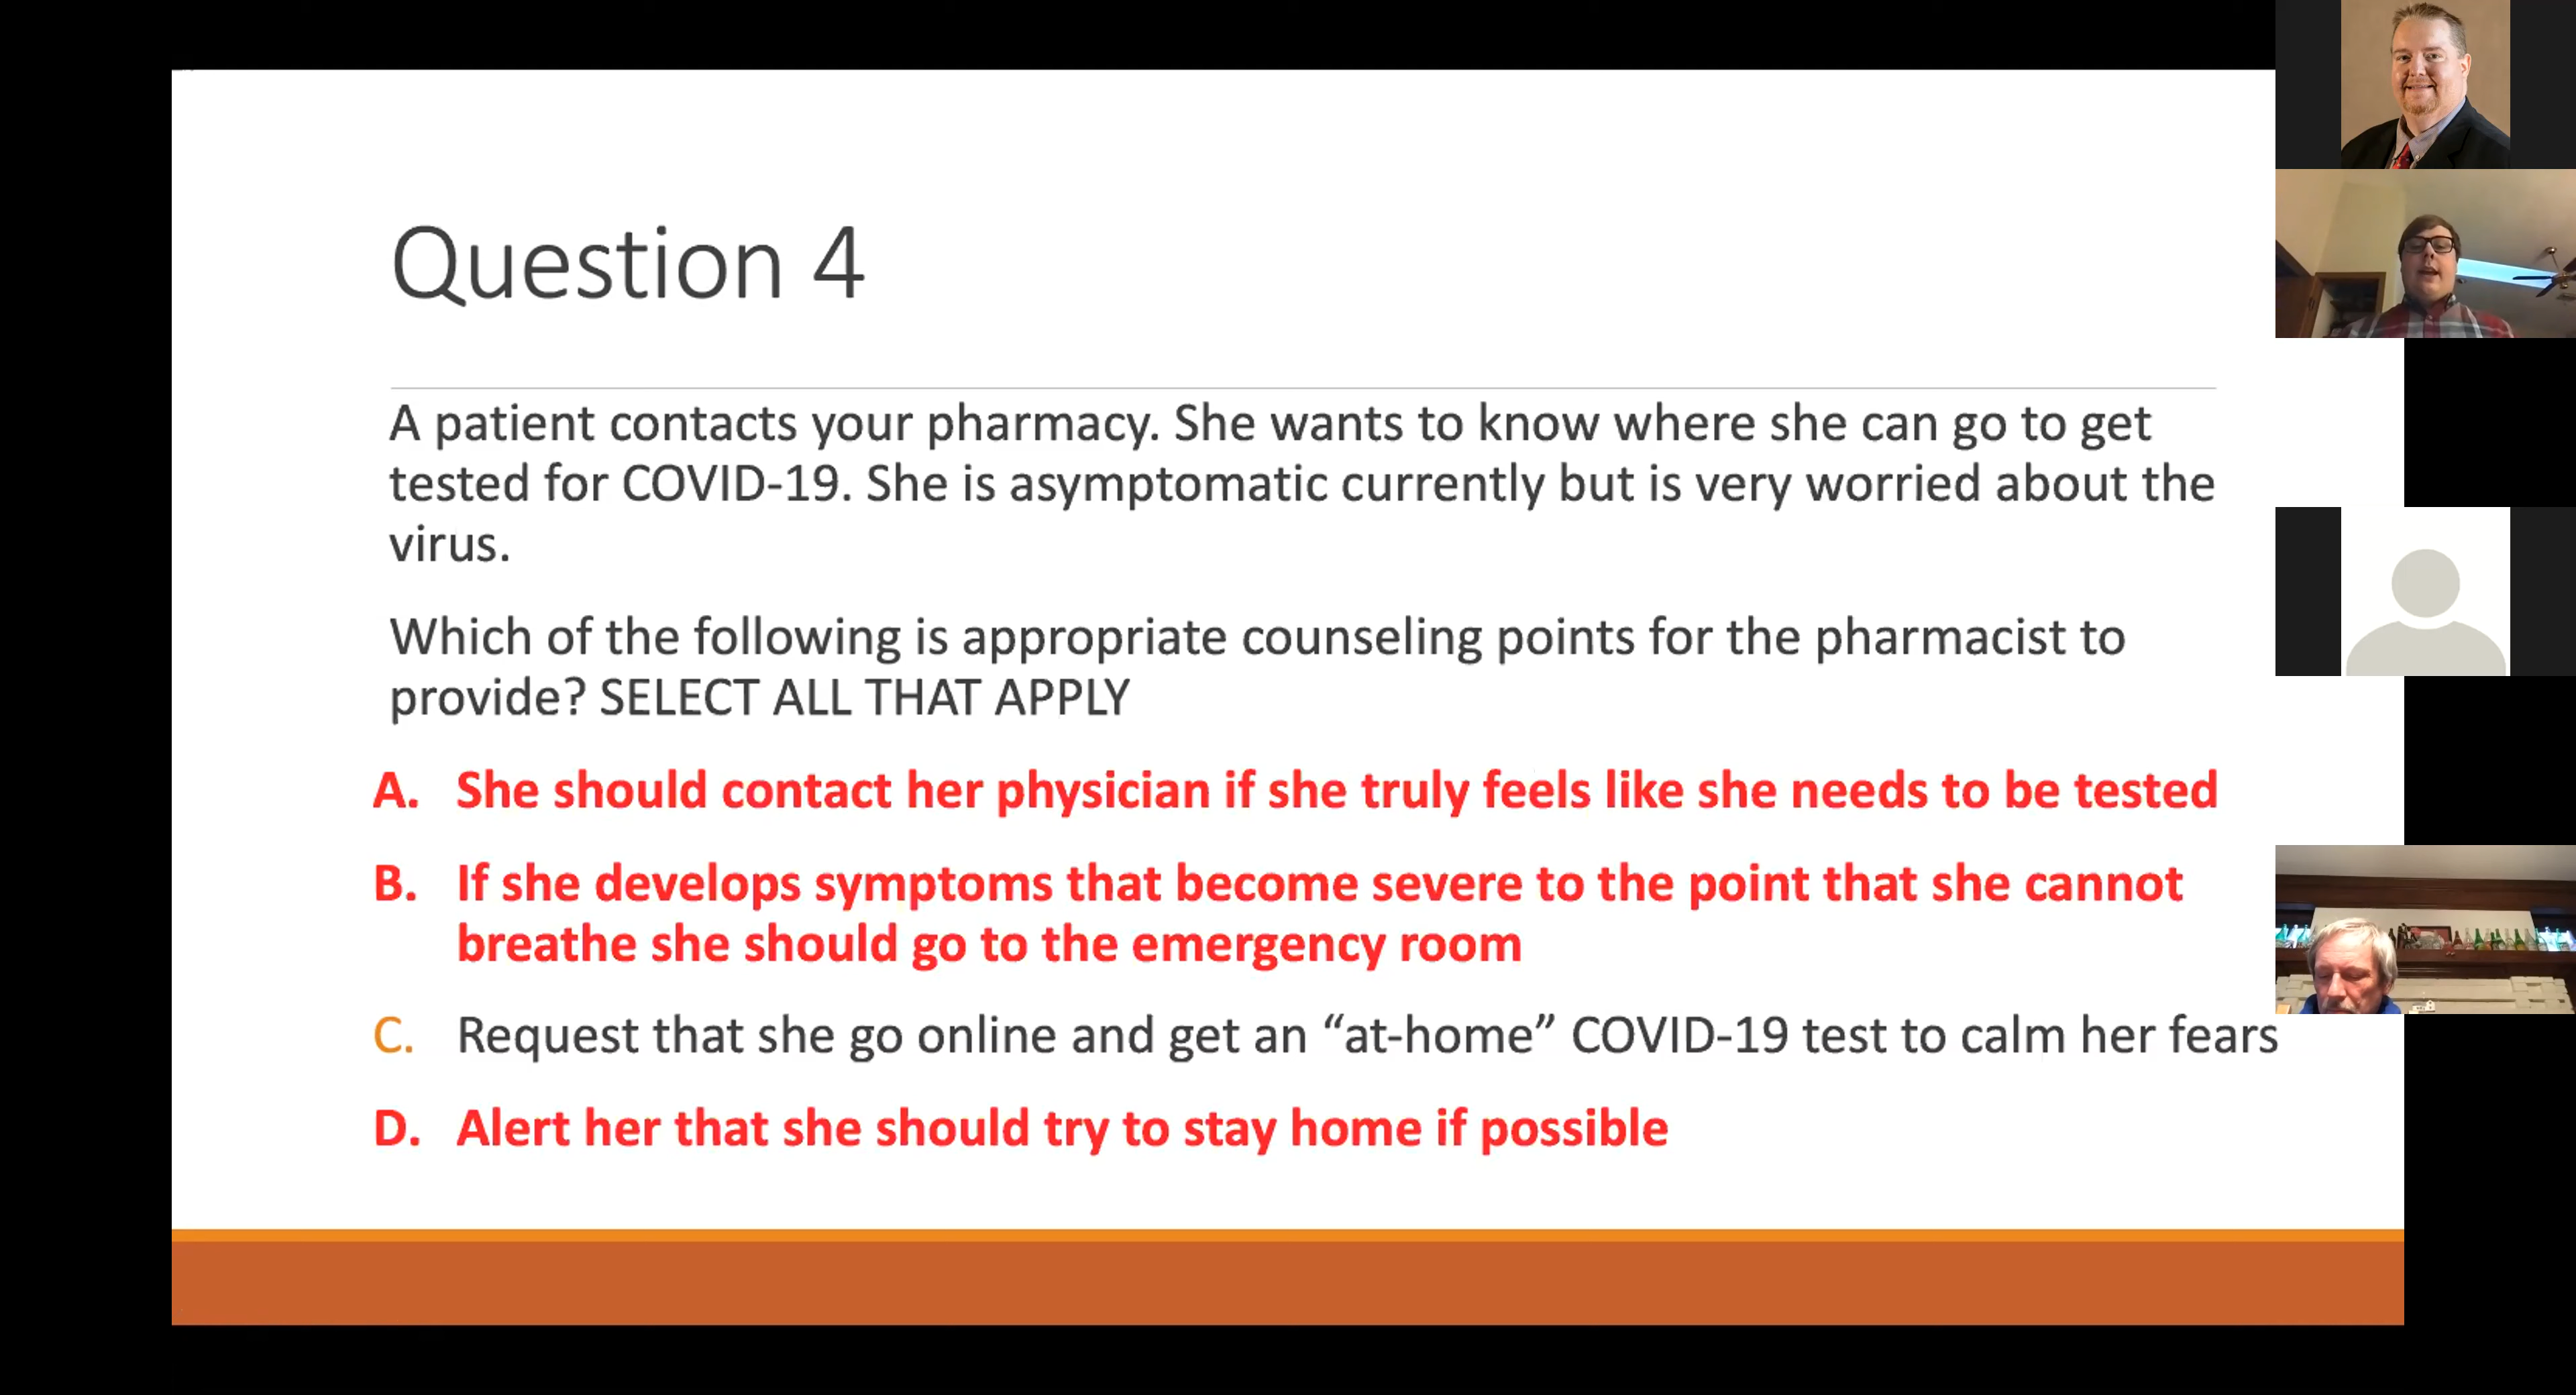 Question 4
A patient contacts your pharmacy. She wants to know where she can go to get
tested for COVID-19. She is asymptomatic currently but is very worried about the
virus.
Which of the following is appropriate counseling points for the pharmacist to
provide? SELECT ALL THAT APPLY
A. She should contact her physician if she truly feels like she needs to be tested
B. If she develops symptoms that become severe to the point that she cannot
breathe she should go to the emergency room
C. Request that she go online and get an “at-home” COVID-19 test to calm her fears
D. Alert her that she should try to stay home if possible